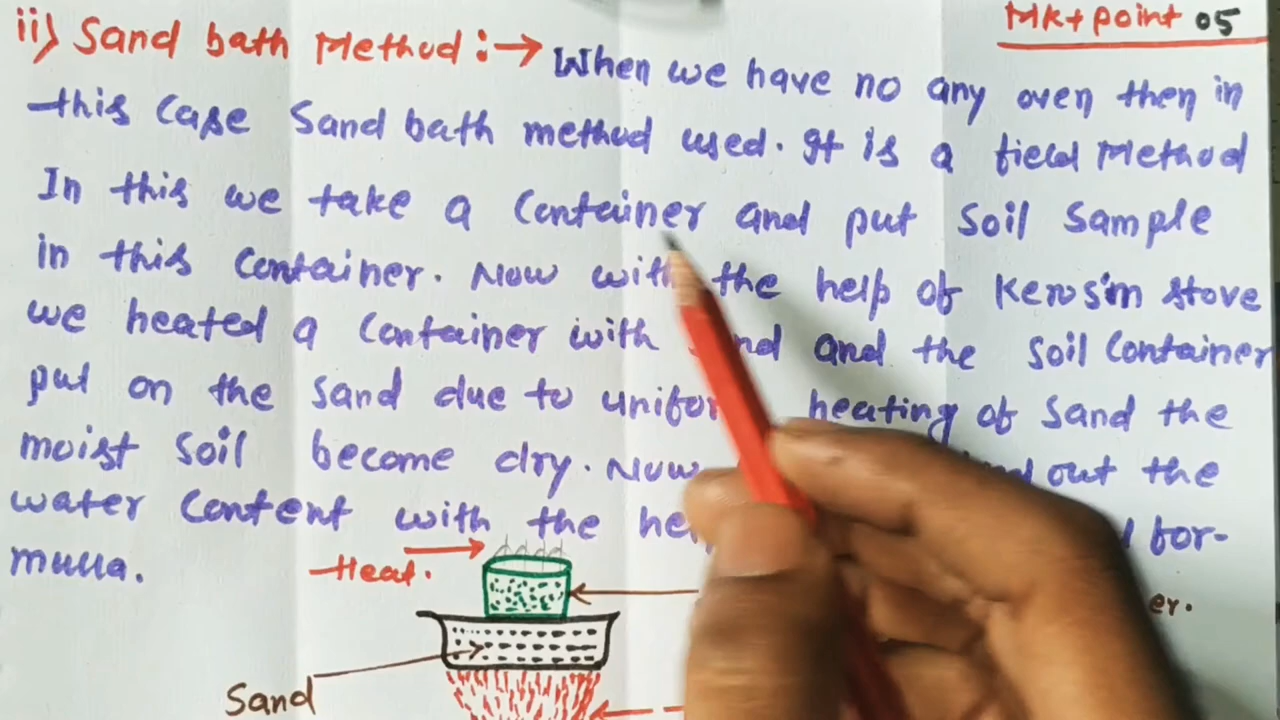 MK+point 05
ii) Sand bath Method:→ When we have no any oven then in
this case Sand bath method used. It is a field Method
In this we take a Container and put Soil Sample
in this Container. Now with the help of Kerosin stove
we heated a Container with and and the Soil Container
put on the sand due to heating of Sand the
moist Soil become dry. Now out the
water Content with the for-
mulla.
Heat.
Sand